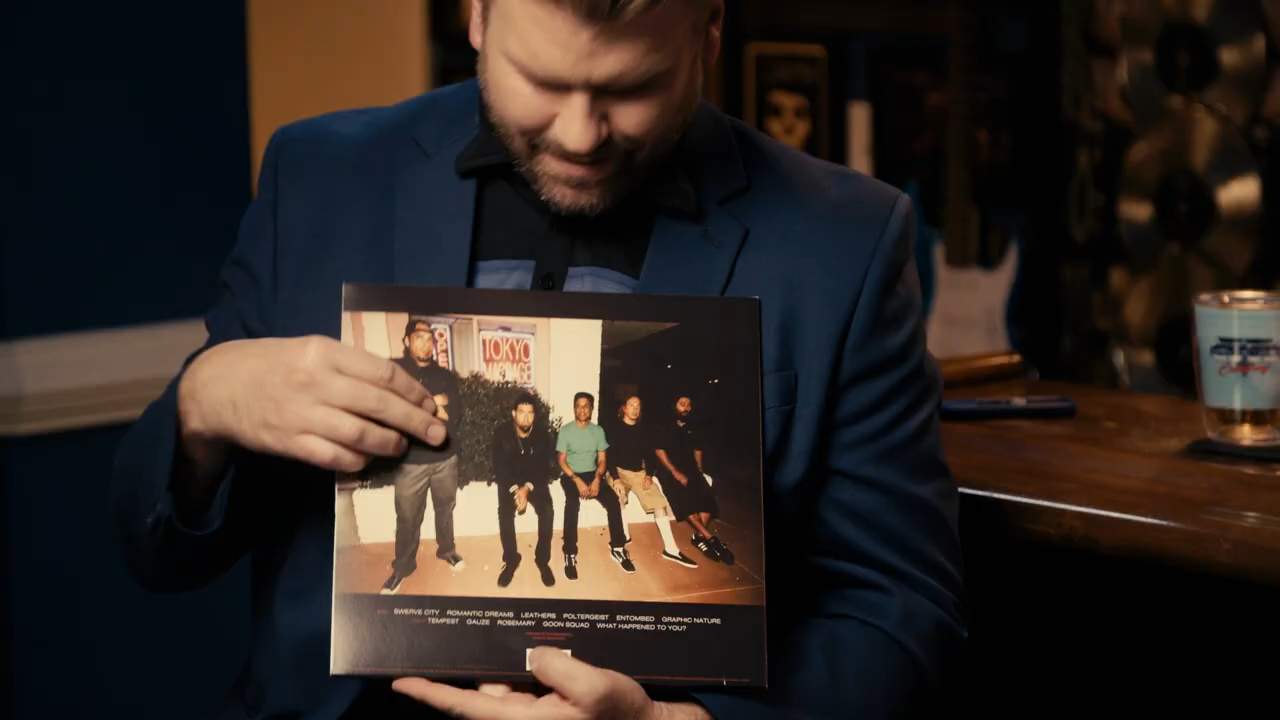 TOKYO
MASSAGE
SWERVE CITY ROMANTIC DREAMS LEATHERS POLTERGEIST ENTOMBED GRAPHIC NATURE
TEMPEST GAUZE ROSEMARY GOON SQUAD WHAT HAPPENED TO YOU?